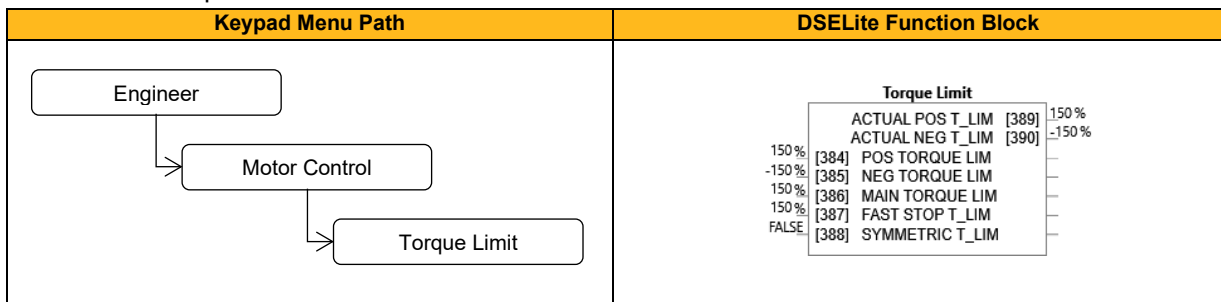 Keypad Menu Path
DSELite Function Block
Engineer
Motor Control
Torque Limit
Torque Limit
ACTUAL POS T_LIM [389] 150 %
ACTUAL NEG T_LIM [390] -150 %
150 % [384] POS TORQUE LIM
-150 % [385] NEG TORQUE LIM
150 % [386] MAIN TORQUE LIM
150 % [387] FAST STOP T_LIM
FALSE [388] SYMMETRIC T_LIM